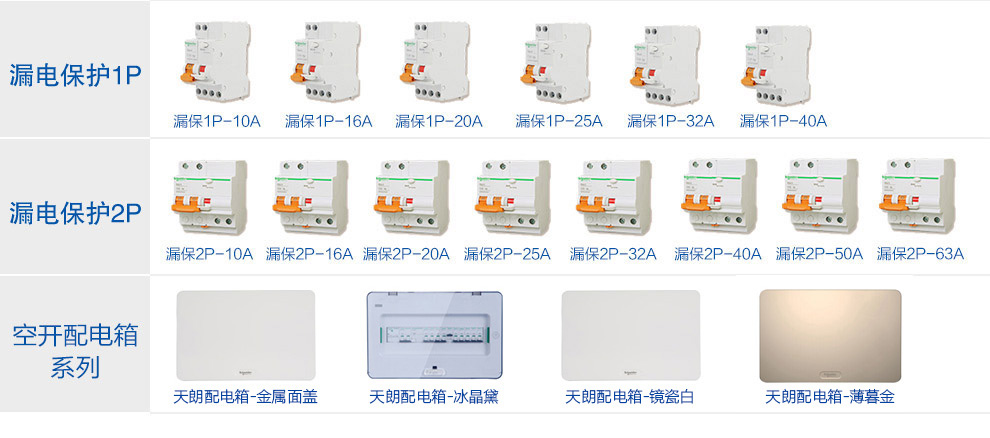 漏电保护1P
漏保1P-10A
漏保1P-16A
漏保1P-20A
漏保1P-25A
漏保1P-32A
漏保1P-40A
漏电保护2P
漏保2P-10A
漏保2P-16A
漏保2P-20A
漏保2P-25A
漏保2P-32A
漏保2P-40A
漏保2P-50A
漏保2P-63A
空开配电箱
系列
天朗配电箱-金属面盖
天朗配电箱-冰晶黛
天朗配电箱-镜瓷白
天朗配电箱-薄暮金